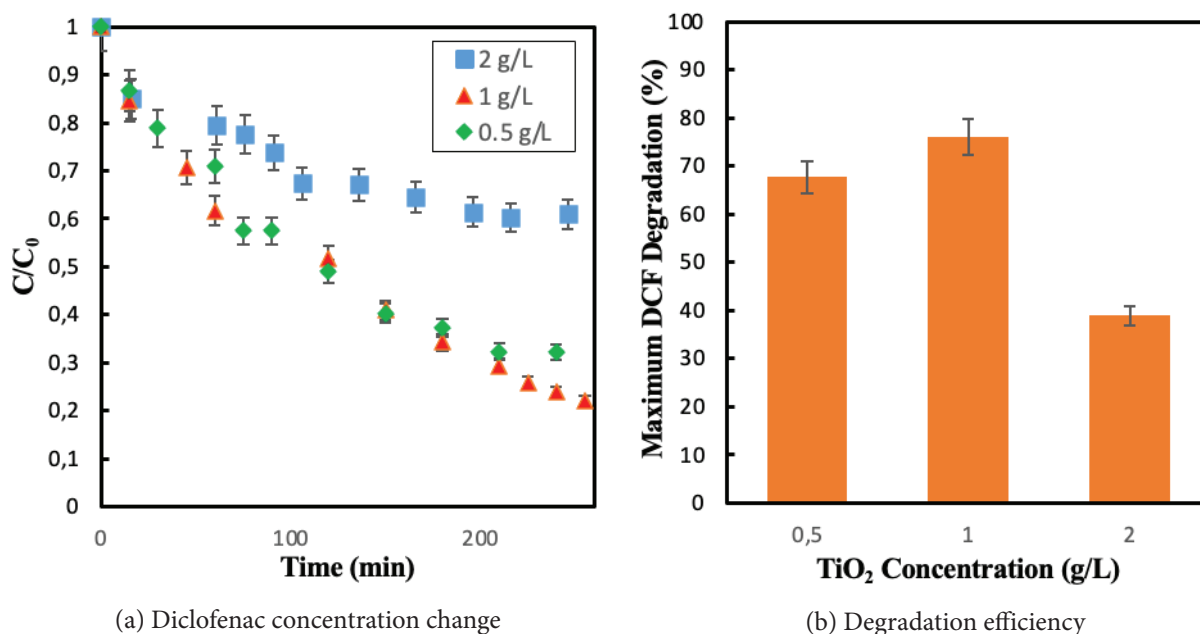 1
0,9
0,8
0,7
0,6
0,5
0,4
0,3
0,2
0,1
0
C/C₀
2 g/L
1 g/L
0.5 g/L
0 100 200
Time (min)
(a) Diclofenac concentration change
100
90
80
70
60
50
40
30
20
10
0
Maximum DCF Degradation (%)
0,5 1 2
TiO₂ Concentration (g/L)
(b) Degradation efficiency